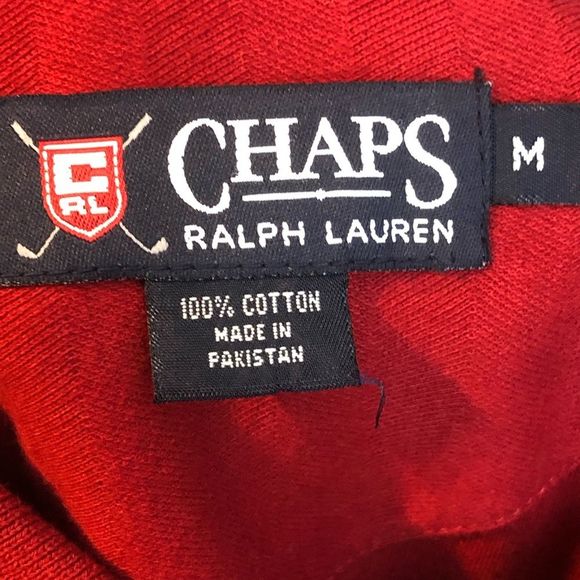 C
RL
CHAPS
RALPH LAUREN
M
100% COTTON
MADE IN
PAKISTAN